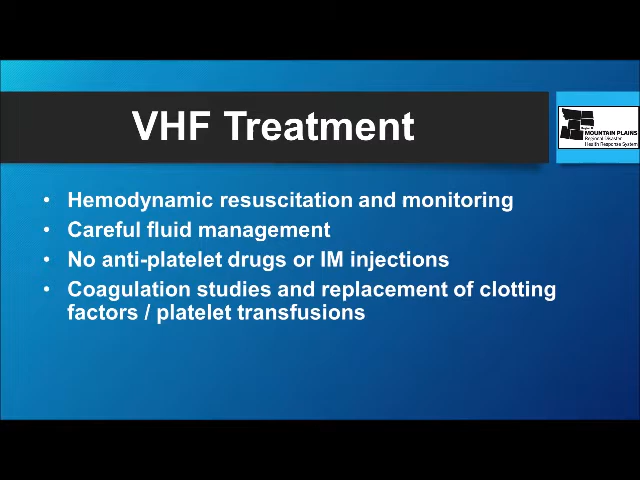 VHF Treatment
MOUNTAIN PLAINS
Regional Disaster
Health Response System
• Hemodynamic resuscitation and monitoring
• Careful fluid management
• No anti-platelet drugs or IM injections
• Coagulation studies and replacement of clotting
factors / platelet transfusions